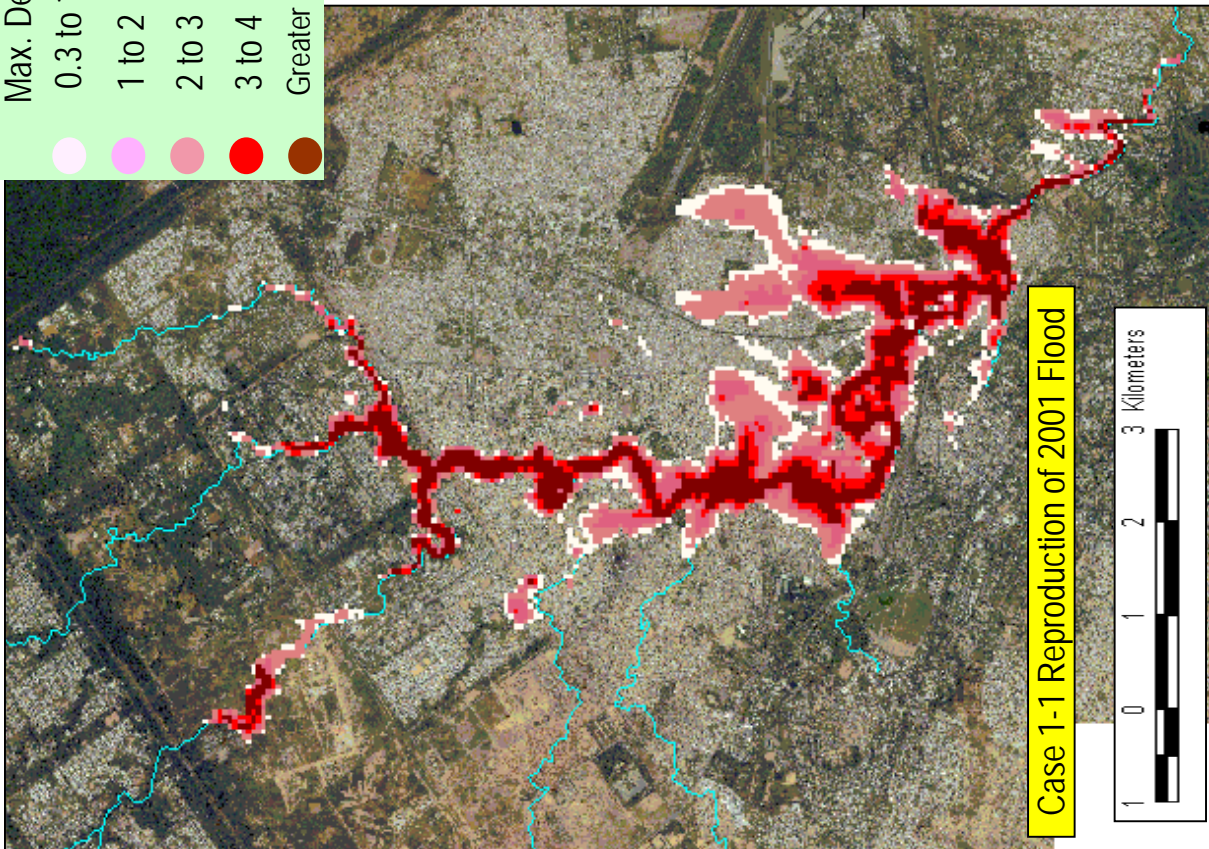 Max. De
0.3 to
1 to 2
2 to 3
3 to 4
Greater
Case 1-1 Reproduction of 2001 Flood
1 0 1 2 3 Kilometers